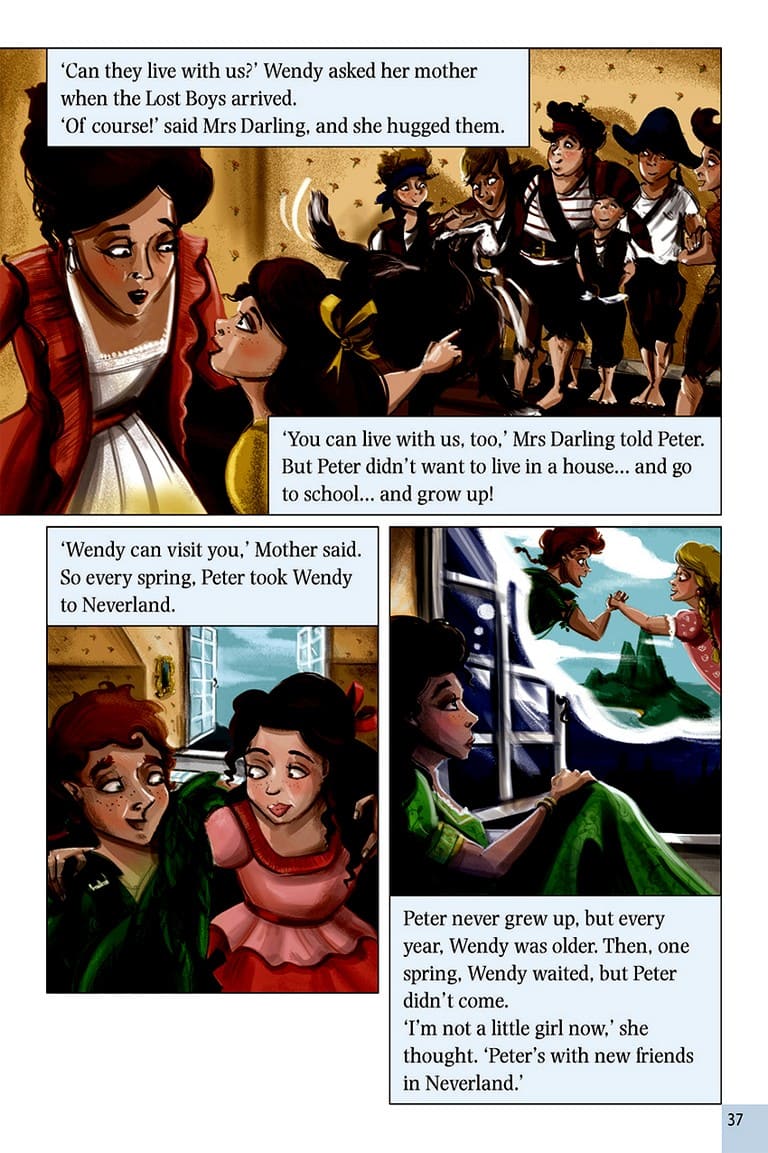 ‘Can they live with us?’ Wendy asked her mother
when the Lost Boys arrived.
‘Of course!’ said Mrs Darling, and she hugged them.
‘You can live with us, too,’ Mrs Darling told Peter.
But Peter didn’t want to live in a house... and go
to school... and grow up!
‘Wendy can visit you,’ Mother said.
So every spring, Peter took Wendy
to Neverland.
Peter never grew up, but every
year, Wendy was older. Then, one
spring, Wendy waited, but Peter
didn’t come.
‘I’m not a little girl now,’ she
thought. ‘Peter’s with new friends
in Neverland.’
37